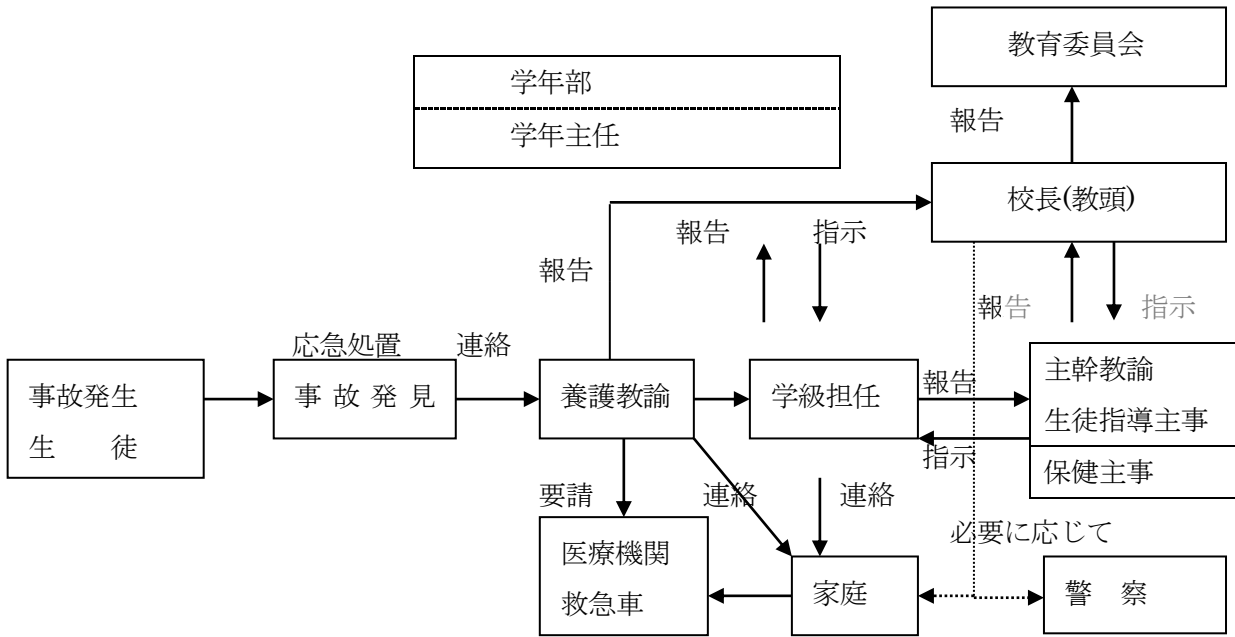 教育委員会
学年部
学年主任
報告
校長(教頭)
報告
指示
報告
報告
指示
応急処置
連絡
事故発生
生　　徒
事 故 発 見
養護教諭
学級担任
報告
指示
主幹教諭
生徒指導主事
保健主事
要請
連絡
連絡
必要に応じて
医療機関
救急車
家庭
警　察